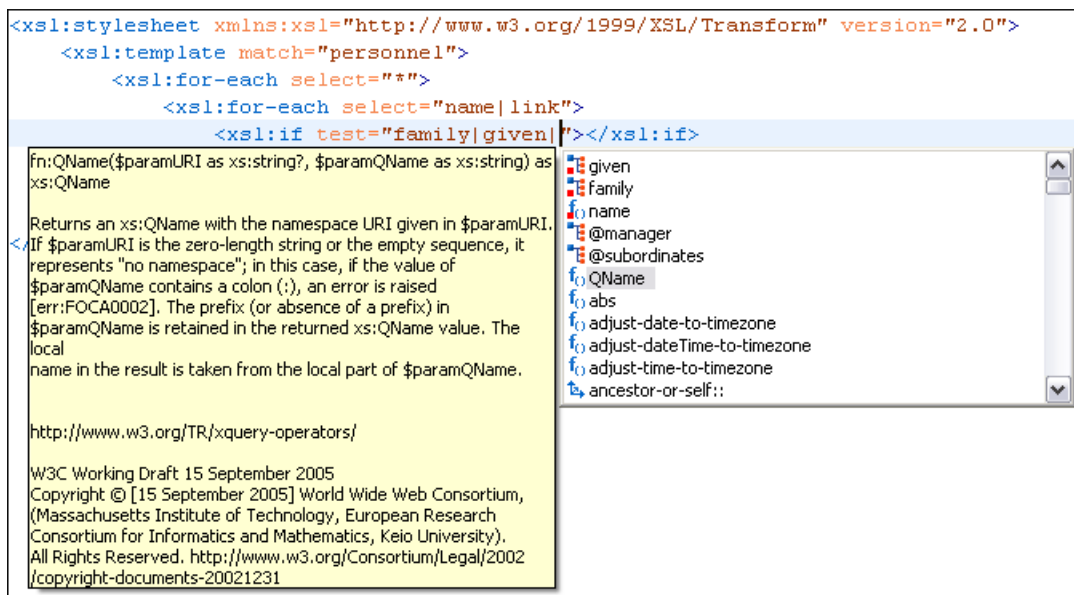 <xsl:stylesheet xmlns:xsl="http://www.w3.org/1999/XSL/Transform" version="2.0">
<xsl:template match="personnel">
<xsl:for-each select="*">
<xsl:for-each select="name|link">
<xsl:if test="family|given|"></xsl:if>
</
fn:QName($paramURI as xs:string?, $paramQName as xs:string) as
xs:QName
Returns an xs:QName with the namespace URI given in $paramURI.
If $paramURI is the zero-length string or the empty sequence, it
represents "no namespace"; in this case, if the value of
$paramQName contains a colon (:), an error is raised
[err:FOCA0002]. The prefix (or absence of a prefix) in
$paramQName is retained in the returned xs:QName value. The
local
name in the result is taken from the local part of $paramQName.
http://www.w3.org/TR/xquery-operators/
W3C Working Draft 15 September 2005
Copyright © [15 September 2005] World Wide Web Consortium,
(Massachusetts Institute of Technology, European Research
Consortium for Informatics and Mathematics, Keio University).
All Rights Reserved. http://www.w3.org/Consortium/Legal/2002
/copyright-documents-20021231
given
family
f() name
@manager
@subordinates
f() QName
f() abs
f() adjust-date-to-timezone
f() adjust-dateTime-to-timezone
f() adjust-time-to-timezone
ancestor-or-self::